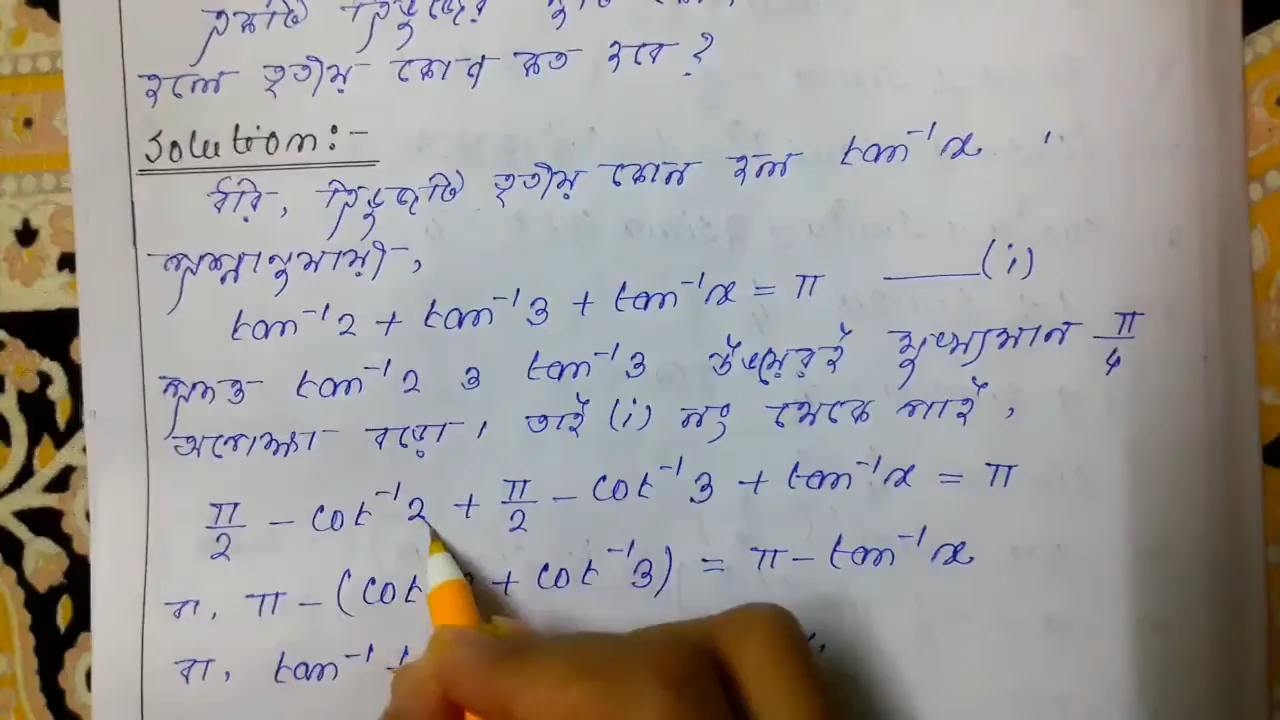 একটি ত্রিভুজের দুটি
হলে তৃতীয় কোন কত হবে ?
Solution:-
ধরি, ত্রিভুজটি তৃতীয় কোন হল tan⁻¹x ।
প্রশ্নানুসারে,
tan⁻¹2 + tan⁻¹3 + tan⁻¹x = π ——(i)
tan⁻¹2 ও tan⁻¹3 উভয়েরই মুখ্যমান π/4
অপেক্ষা বড়ো । তাই (i) নং থেকে পাই,
π/2 - cot⁻¹2 + π/2 - cot⁻¹3 + tan⁻¹x = π
বা, π - (cot + cot⁻¹3) = π - tan⁻¹x
বা, tan⁻¹